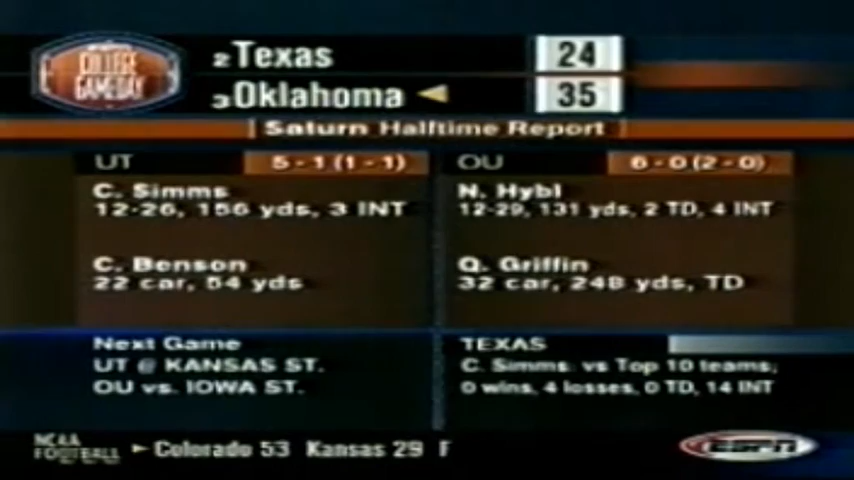 COLLEGE
GAMEDAY
2 Texas 24
3 Oklahoma 35
Saturn Halftime Report
UT 5-1 (1-1)
C. Simms
12-26, 156 yds, 3 INT
C. Benson
22 car, 54 yds
OU 6-0 (2-0)
N. Hybl
12-29, 131 yds, 2 TD, 4 INT
Q. Griffin
32 car, 248 yds, TD
Next Game
UT @ KANSAS ST.
OU vs. IOWA ST.
TEXAS
C. Simms vs Top 10 teams;
0 wins, 4 losses, 0 TD, 14 INT
NCAA
FOOTBALL
Colorado 53 Kansas 29 F
ESPN